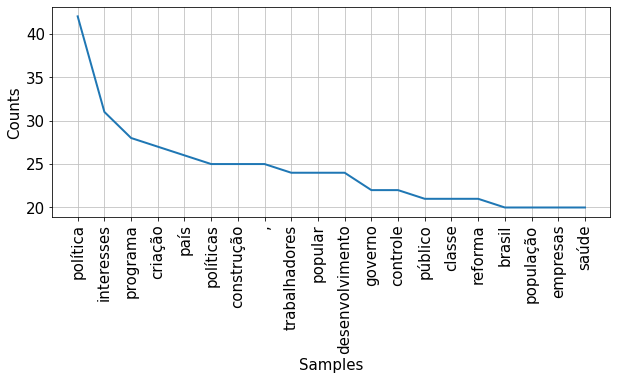 40
35
30
25
20
Counts
política
interesses
programa
criação
país
políticas
construção
,
trabalhadores
popular
desenvolvimento
governo
controle
público
classe
reforma
brasil
população
empresas
saúde
Samples